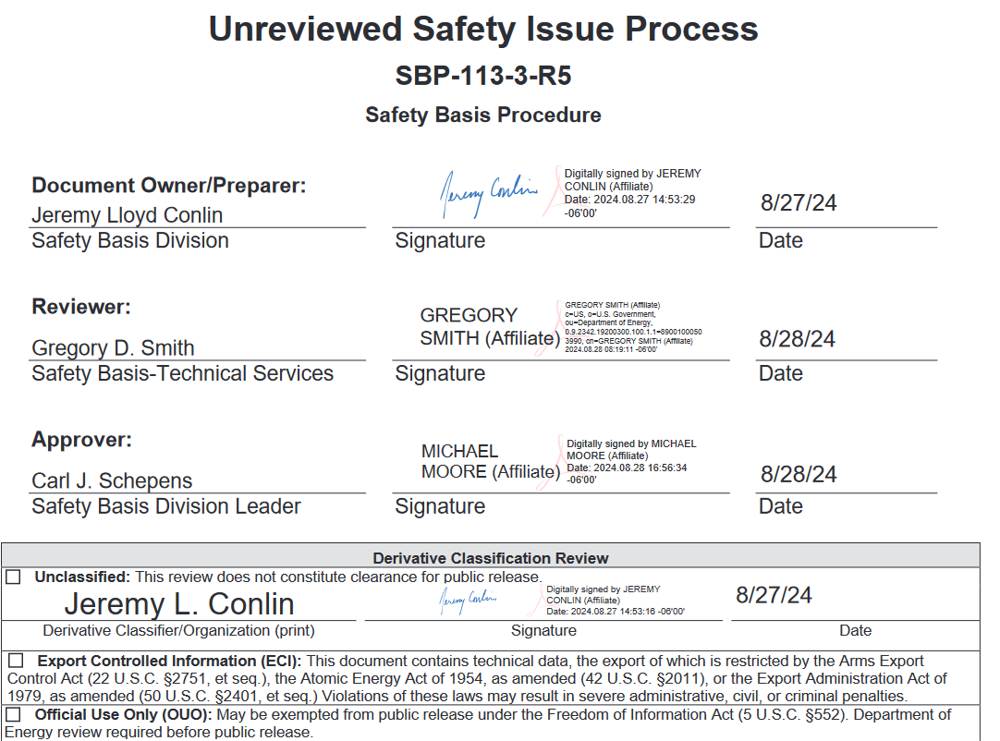 Unreviewed Safety Issue Process
SBP-113-3-R5
Safety Basis Procedure
Document Owner/Preparer:
Jeremy Lloyd Conlin
Safety Basis Division
Jeremy Conlin
Signature
Digitally signed by JEREMY
CONLIN (Affiliate)
Date: 2024.08.27 14:53:29
-06'00'
8/27/24
Date
Reviewer:
Gregory D. Smith
Safety Basis-Technical Services
GREGORY
SMITH (Affiliate)
Signature
GREGORY SMITH (Affiliate)
c=US, o=U.S. Government,
ou=Department of Energy,
0.9.2342.19200300.100.1.1=8900100050
3990, cn=GREGORY SMITH (Affiliate)
2024.08.28 08:19:11 -06'00'
8/28/24
Date
Approver:
Carl J. Schepens
Safety Basis Division Leader
MICHAEL
MOORE (Affiliate)
Signature
Digitally signed by MICHAEL
MOORE (Affiliate)
Date: 2024.08.28 16:56:34
-06'00'
8/28/24
Date
Derivative Classification Review
Unclassified: This review does not constitute clearance for public release.
Jeremy L. Conlin
Derivative Classifier/Organization (print)
Jeremy Conlin
Signature
Digitally signed by JEREMY
CONLIN (Affiliate)
Date: 2024.08.27 14:53:16 -06'00'
8/27/24
Date
Export Controlled Information (ECI): This document contains technical data, the export of which is restricted by the Arms Export
Control Act (22 U.S.C. §2751, et seq.), the Atomic Energy Act of 1954, as amended (42 U.S.C. §2011), or the Export Administration Act of
1979, as amended (50 U.S.C. §2401, et seq.) Violations of these laws may result in severe administrative, civil, or criminal penalties.
Official Use Only (OUO): May be exempted from public release under the Freedom of Information Act (5 U.S.C. §552). Department of
Energy review required before public release.